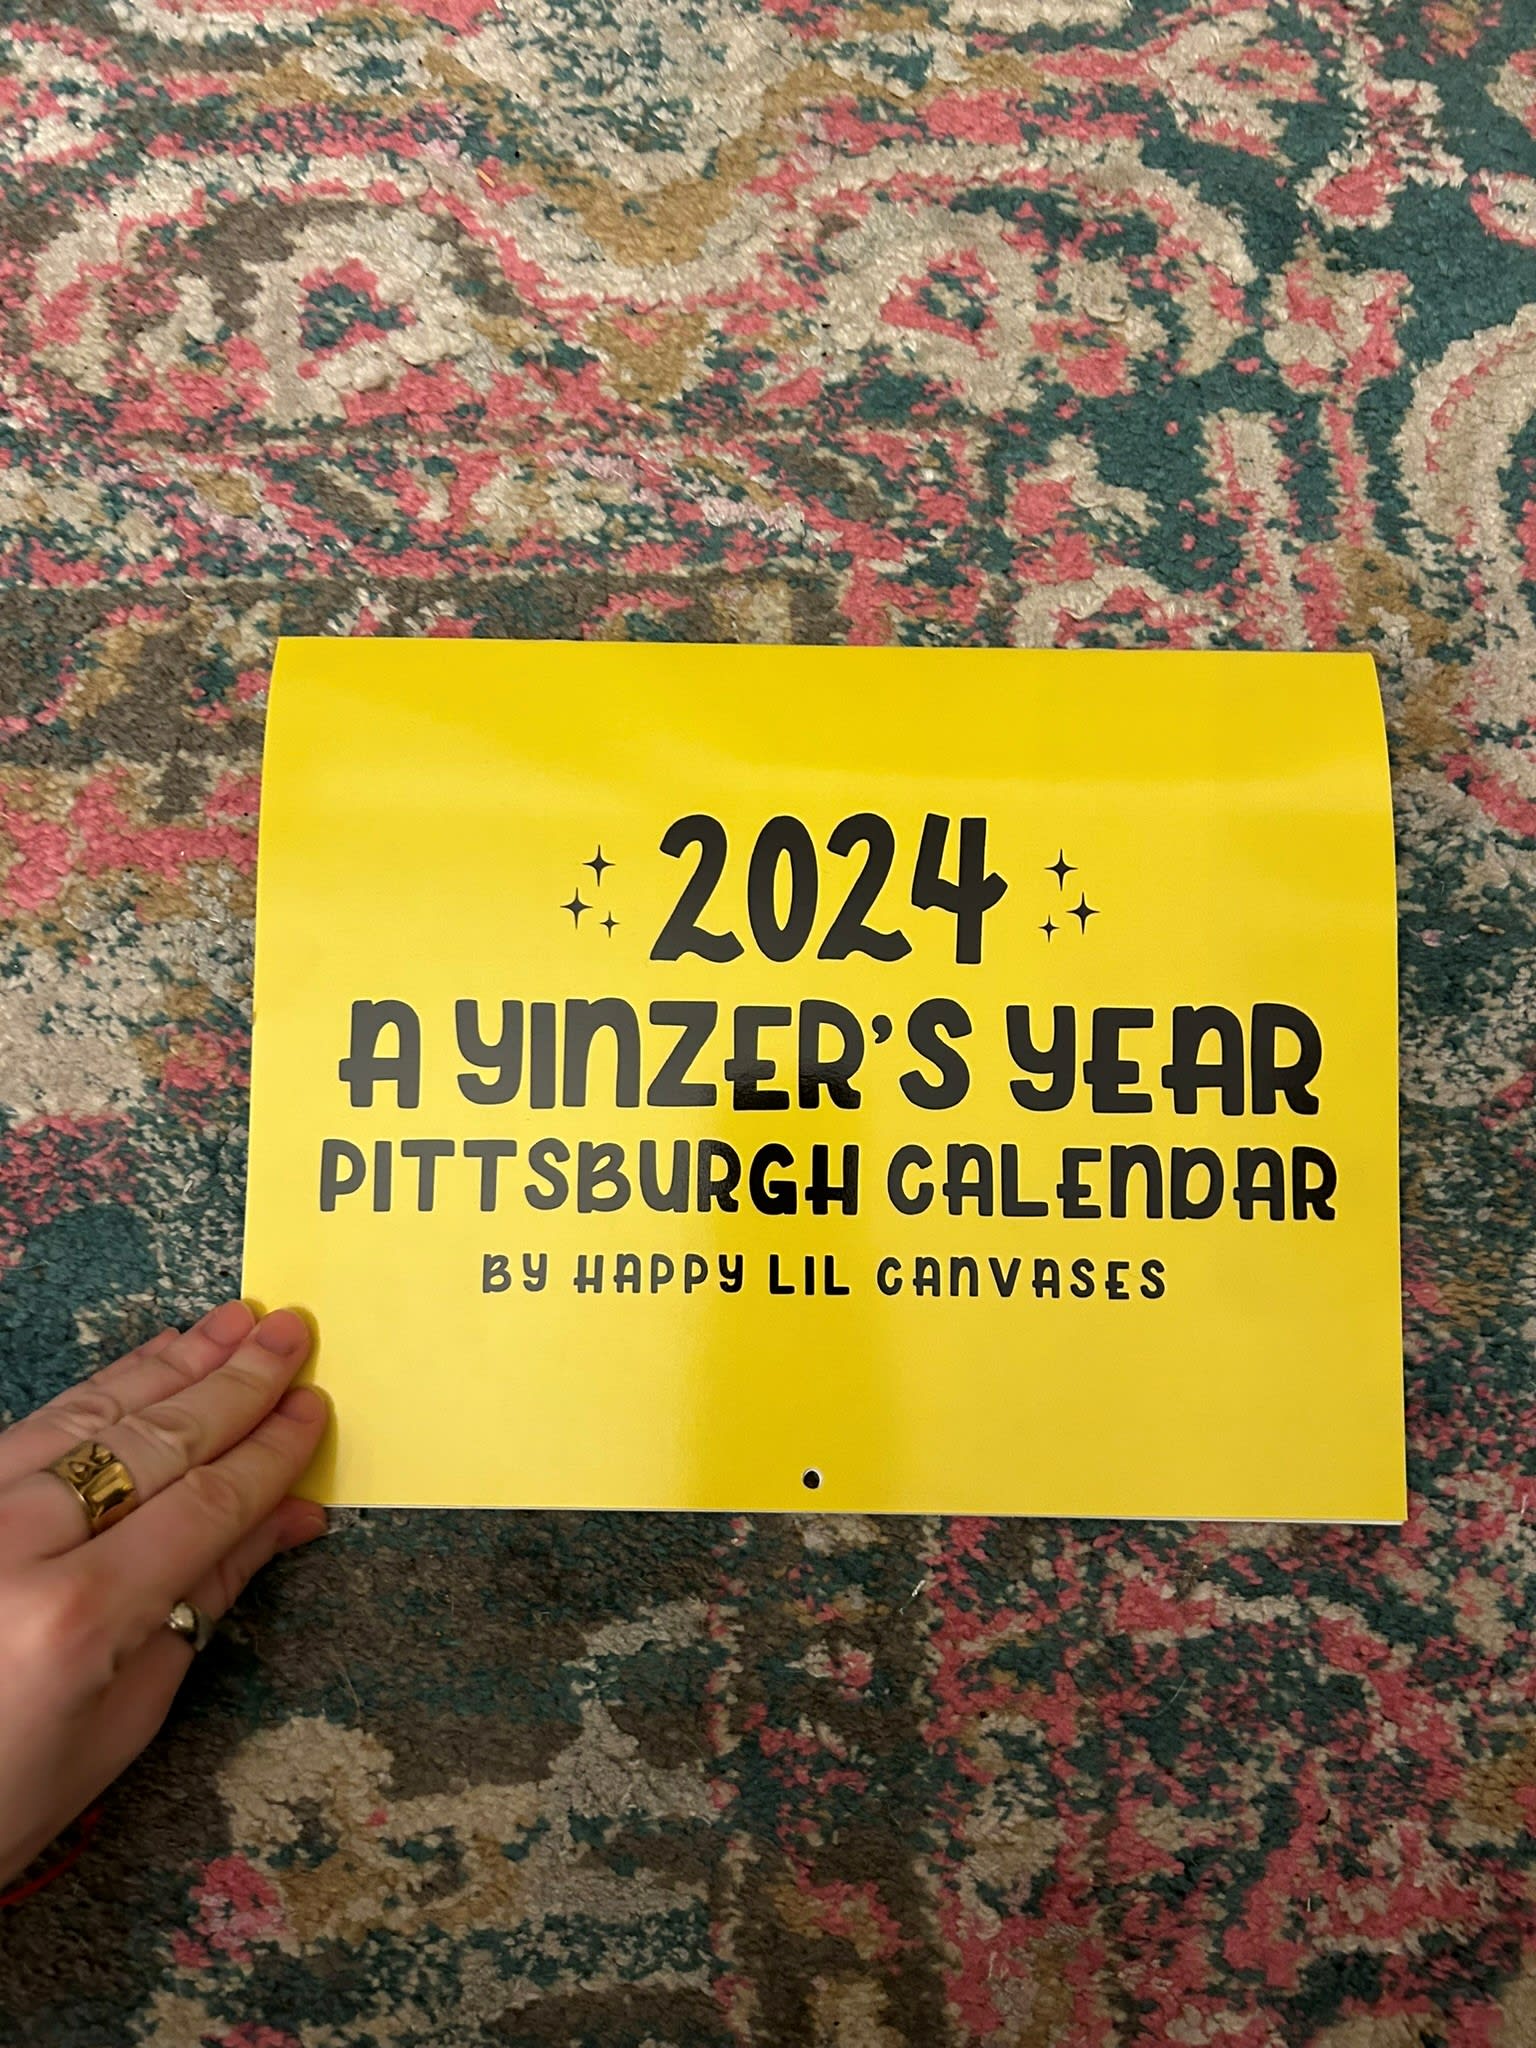 2024
A YINZER'S YEAR
PITTSBURGH CALENDAR
BY HAPPY LIL CANVASES